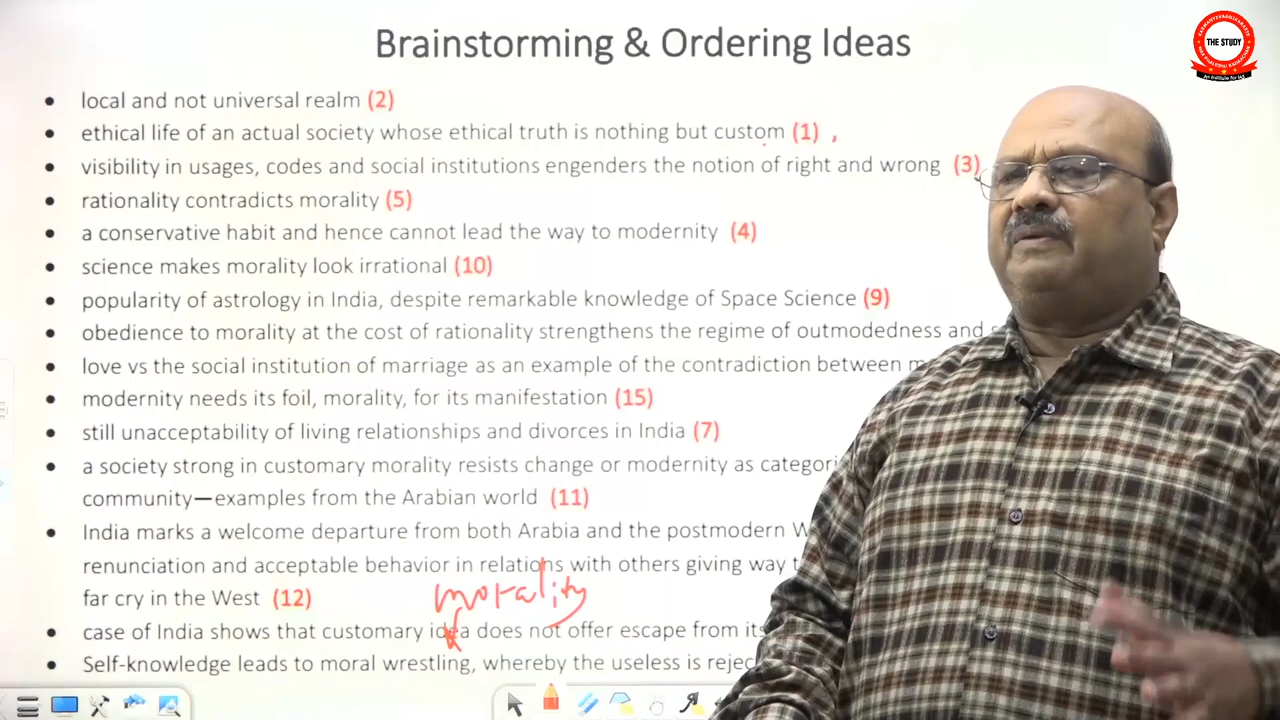 Brainstorming & Ordering Ideas
THE STUDY
An Institute for IAS
• local and not universal realm (2)
• ethical life of an actual society whose ethical truth is nothing but custom (1) ,
• visibility in usages, codes and social institutions engenders the notion of right and wrong (3)
• rationality contradicts morality (5)
• a conservative habit and hence cannot lead the way to modernity (4)
• science makes morality look irrational (10)
• popularity of astrology in India, despite remarkable knowledge of Space Science (9)
• obedience to morality at the cost of rationality strengthens the regime of outmodedness and
• love vs the social institution of marriage as an example of the contradiction between
• modernity needs its foil, morality, for its manifestation (15)
• still unacceptability of living relationships and divorces in India (7)
• a society strong in customary morality resists change or modernity as
community—examples from the Arabian world (11)
• India marks a welcome departure from both Arabia and the postmodern
renunciation and acceptable behavior in relations with others giving way
far cry in the West (12)
morality
• case of India shows that customary idea does not offer escape from its
• Self-knowledge leads to moral wrestling, whereby the useless is